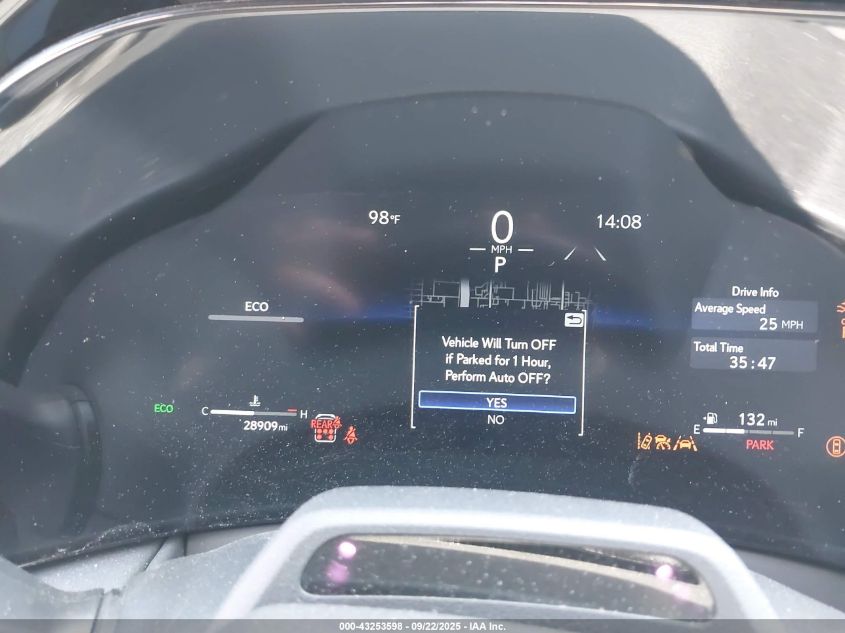 98°F
0
14:08
MPH
P
ECO
Drive Info
Average Speed
25 MPH
Total Time
35:47
Vehicle Will Turn OFF
if Parked for 1 Hour,
Perform Auto OFF?
YES
NO
ECO
C H
28909 mi
REAR
132 mi
E F
PARK
000-43253598 - 09/22/2025 - IAA Inc.